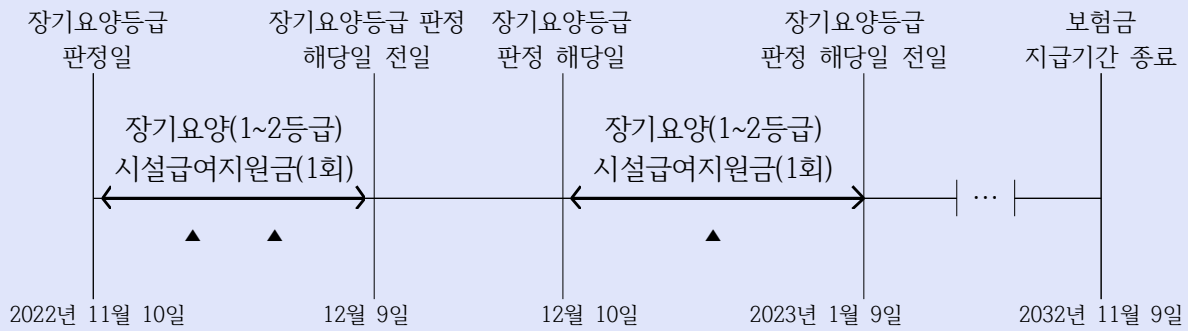 장기요양등급
판정일
장기요양등급 판정
해당일 전일
장기요양등급
판정 해당일
장기요양등급
판정 해당일 전일
보험금
지급기간 종료
장기요양(1~2등급)
시설급여지원금(1회)
장기요양(1~2등급)
시설급여지원금(1회)
…
▲ ▲ ▲
2022년 11월 10일
12월 9일
12월 10일
2023년 1월 9일
2032년 11월 9일